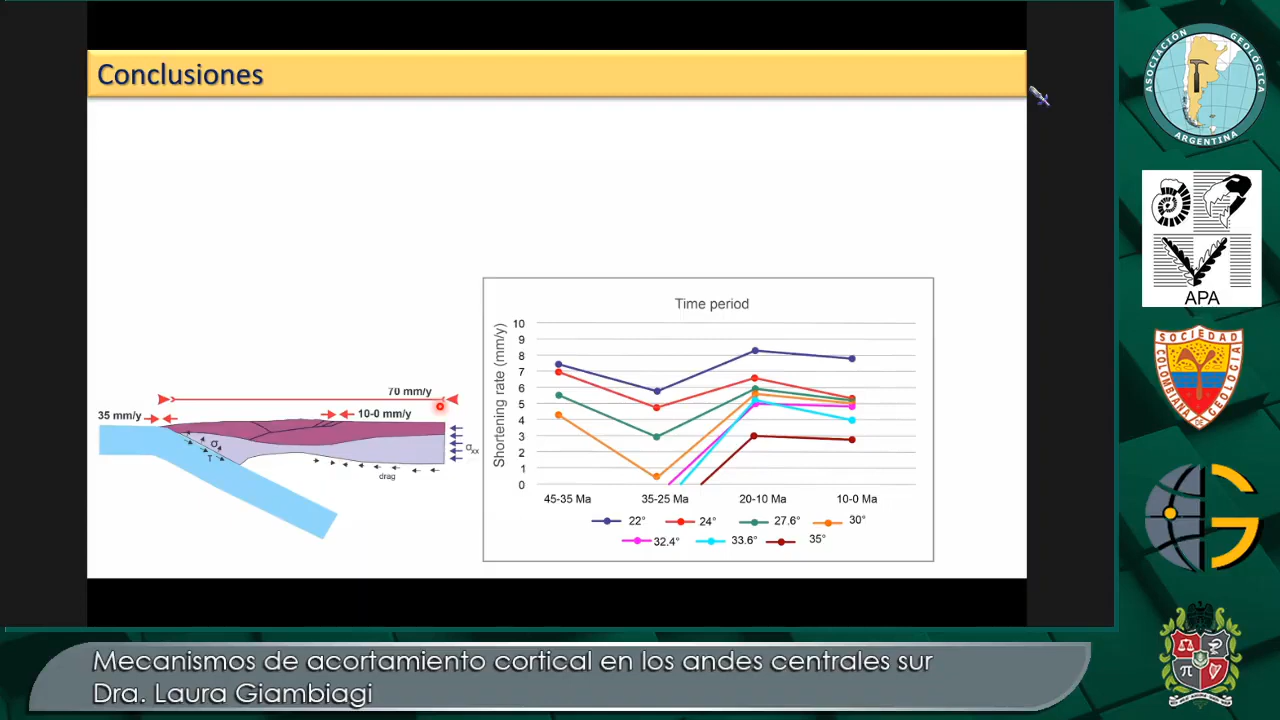 Conclusiones
70 mm/y
35 mm/y
10-0 mm/y
σ
τ
σxx
drag
Time period
Shortening rate (mm/y)
10
9
8
7
6
5
4
3
2
1
0
45-35 Ma
35-25 Ma
20-10 Ma
10-0 Ma
22°
24°
27.6°
30°
32.4°
33.6°
35°
ASOCIACIÓN GEOLÓGICA
ARGENTINA
APA
SOCIEDAD
COLOMBIANA
DE
GEOLOGIA
G
π
Mecanismos de acortamiento cortical en los andes centrales sur
Dra. Laura Giambiagi